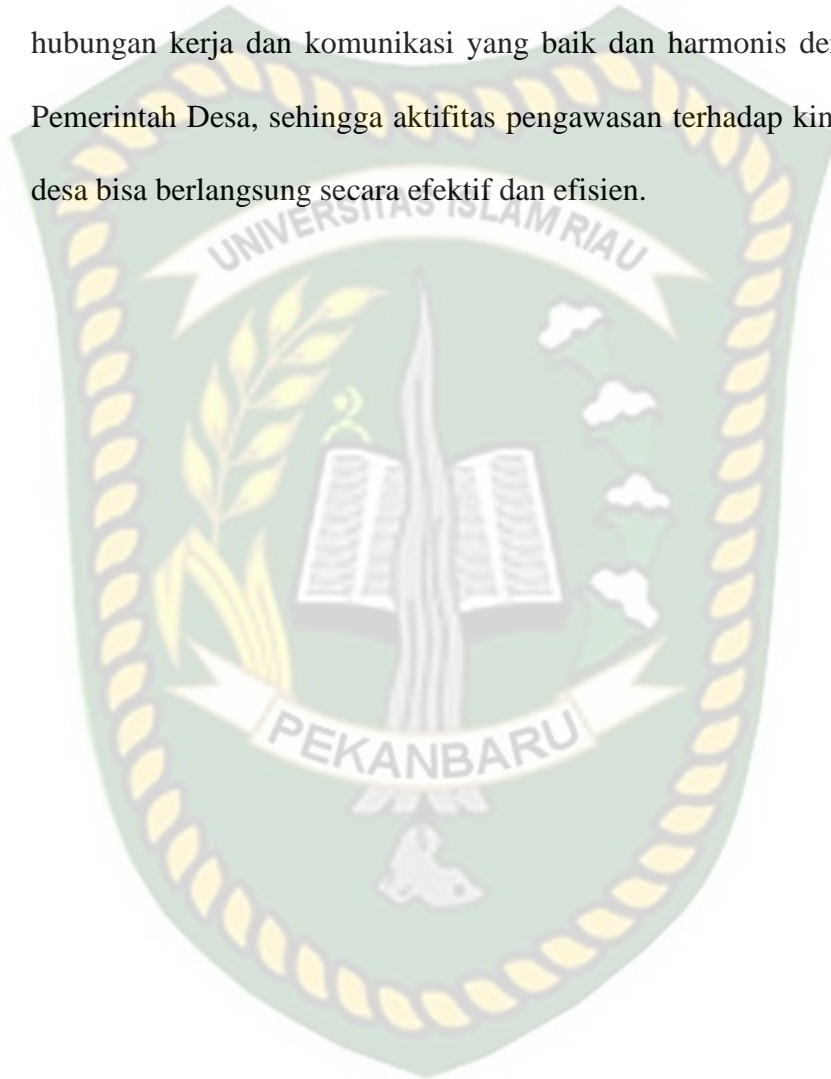 hubungan kerja dan komunikasi yang baik dan harmonis de
Pemerintah Desa, sehingga aktifitas pengawasan terhadap kin
desa bisa berlangsung secara efektif dan efisien.
UNIVERSITAS ISLAM RIAU
PEKANBARU